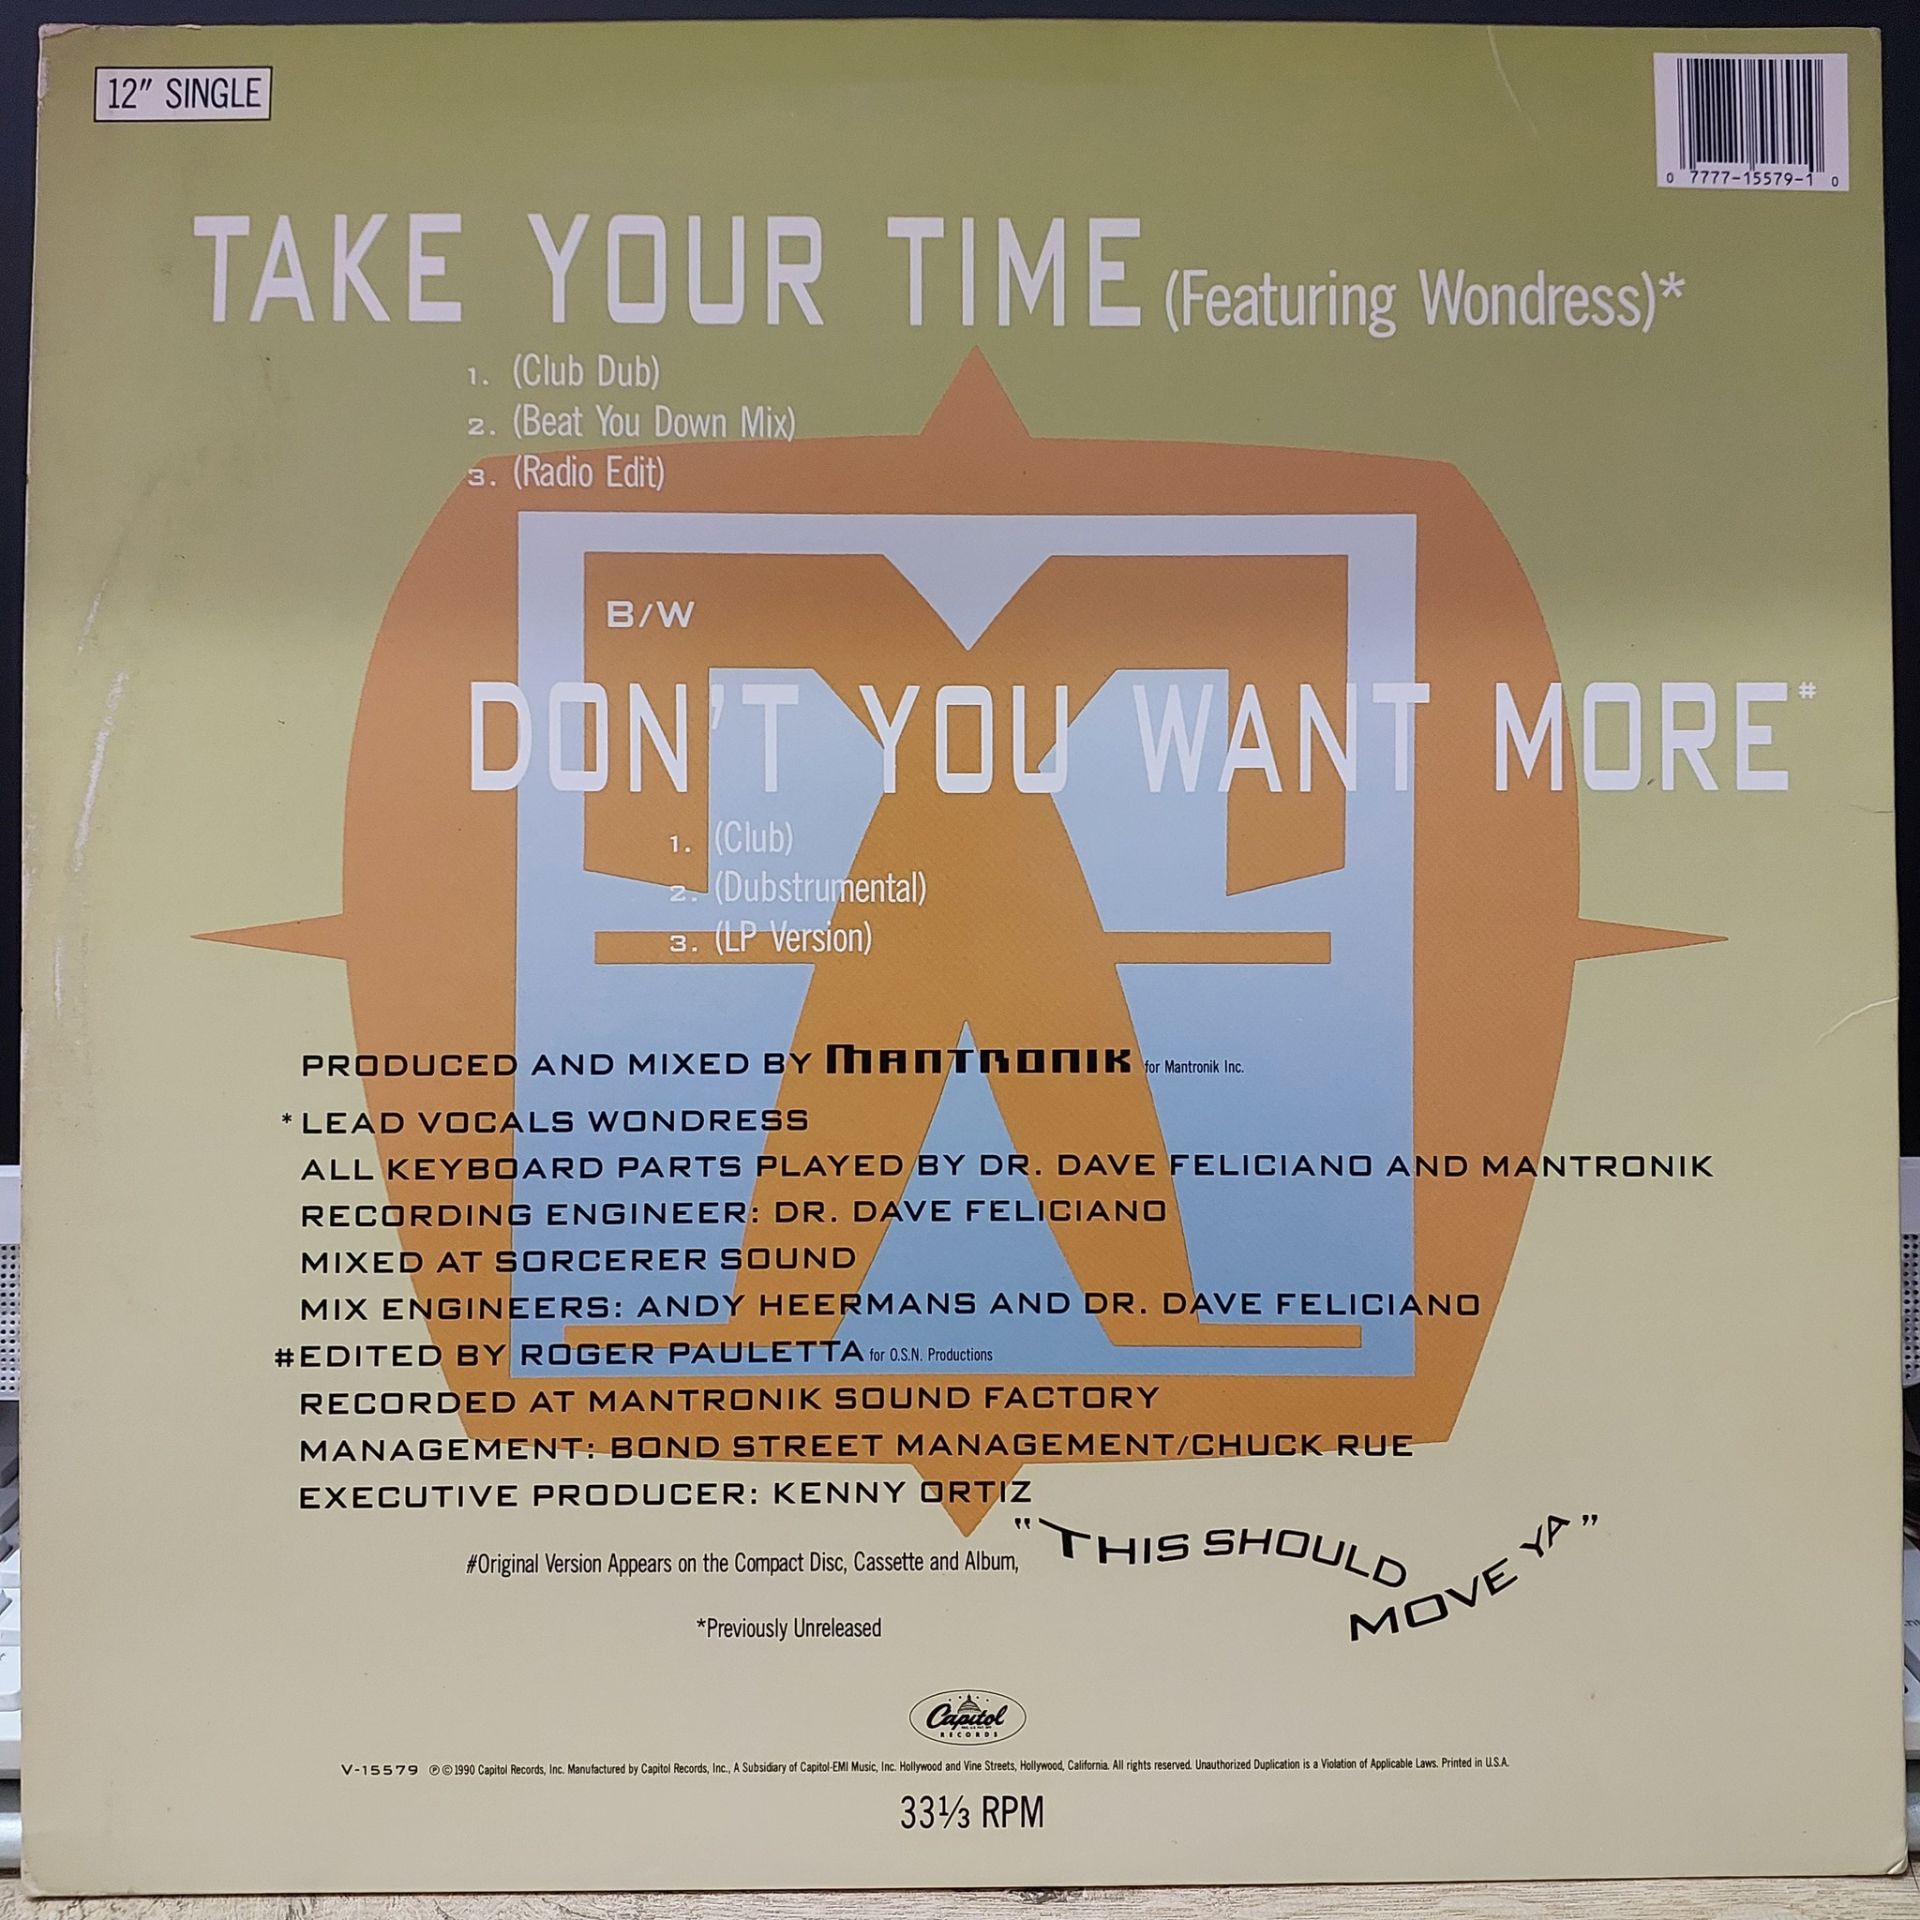 12" SINGLE
0 7777-15579-1 0
TAKE YOUR TIME (Featuring Wondress)*
1. (Club Dub)
2. (Beat You Down Mix)
3. (Radio Edit)
B/W
DON'T YOU WANT MORE#
1. (Club)
2. (Dubstrumental)
3. (LP Version)
PRODUCED AND MIXED BY MANTRONIK for Mantronik Inc.
*LEAD VOCALS WONDRESS
ALL KEYBOARD PARTS PLAYED BY DR. DAVE FELICIANO AND MANTRONIK
RECORDING ENGINEER: DR. DAVE FELICIANO
MIXED AT SORCERER SOUND
MIX ENGINEERS: ANDY HEERMANS AND DR. DAVE FELICIANO
#EDITED BY ROGER PAULETTA for O.S.N. Productions
RECORDED AT MANTRONIK SOUND FACTORY
MANAGEMENT: BOND STREET MANAGEMENT/CHUCK RUE
EXECUTIVE PRODUCER: KENNY ORTIZ
#Original Version Appears on the Compact Disc, Cassette and Album, "THIS SHOULD MOVE YA"
*Previously Unreleased
Capitol
RECORDS
V-15579 ℗©1990 Capitol Records, Inc. Manufactured by Capitol Records, Inc., A Subsidiary of Capitol-EMI Music, Inc. Hollywood and Vine Streets, Hollywood, California. All rights reserved. Unauthorized Duplication is a Violation of Applicable Laws. Printed in U.S.A.
33⅓ RPM